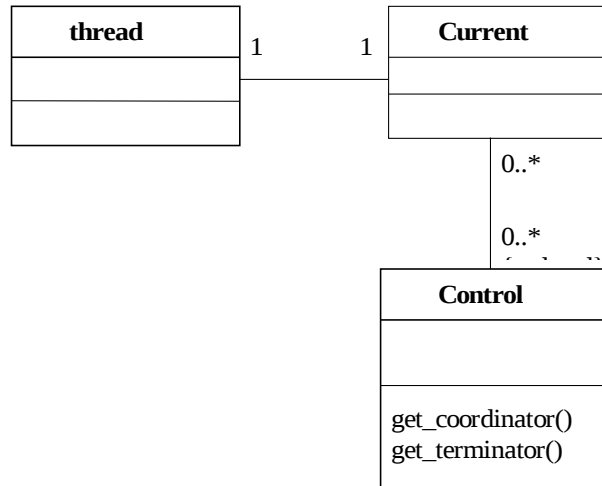 thread
Current
1
1
0..*
0..*
Control
get_coordinator()
get_terminator()